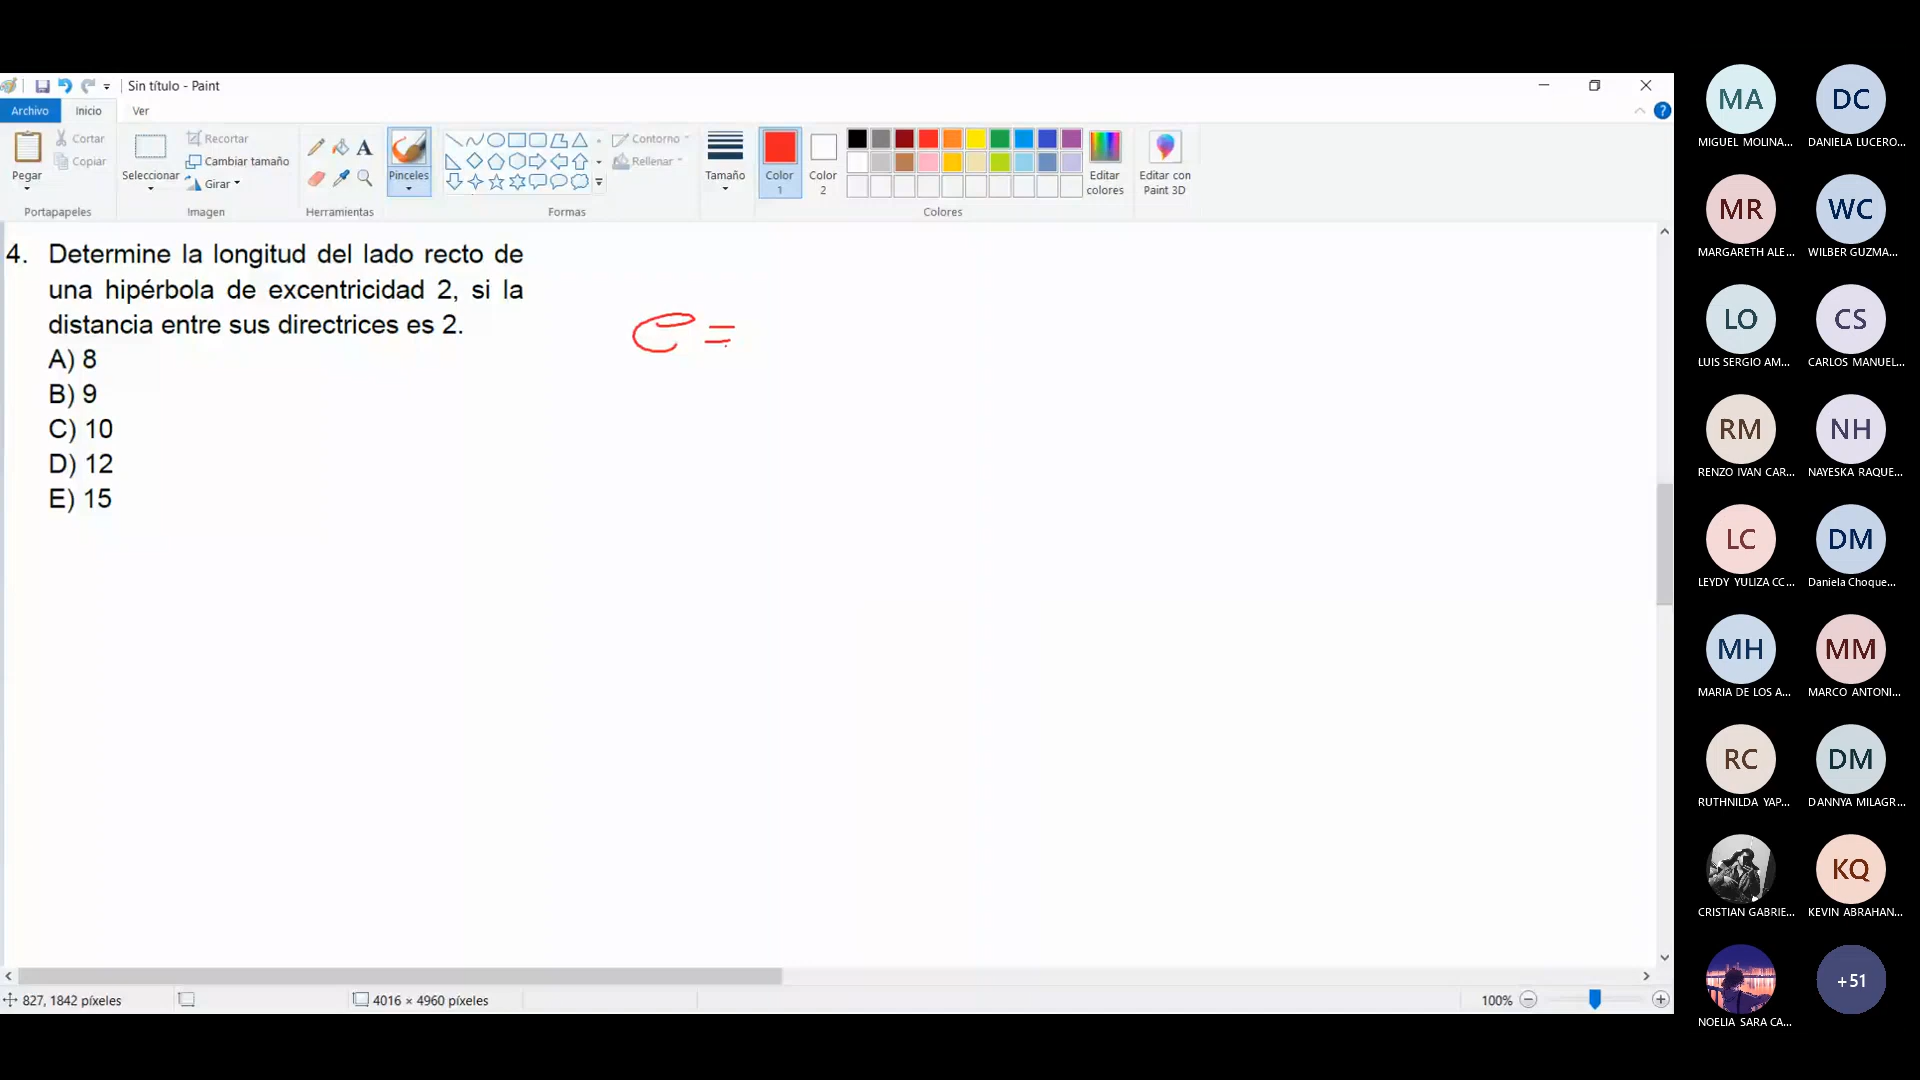 Sin título - Paint
Archivo Inicio Ver
Pegar
Cortar
Copiar
Portapapeles
Seleccionar
Recortar
Cambiar tamaño
Girar
Imagen
A
Herramientas
Pinceles
Contorno
Rellenar
Formas
Tamaño
Color 1
Color 2
Editar colores
Colores
Editar con Paint 3D
4. Determine la longitud del lado recto de
una hipérbola de excentricidad 2, si la
distancia entre sus directrices es 2.
A) 8
B) 9
C) 10
D) 12
E) 15
e =
827, 1842 píxeles
4016 × 4960 píxeles
100%
MA DC
MIGUEL MOLINA... DANIELA LUCERO...
MR WC
MARGARETH ALE... WILBER GUZMA...
LO CS
LUIS SERGIO AM... CARLOS MANUEL...
RM NH
RENZO IVAN CAR... NAYESKA RAQUE...
LC DM
LEYDY YULIZA CC... Daniela Choque...
MH MM
MARIA DE LOS A... MARCO ANTONI...
RC DM
RUTHNILDA YAP... DANNYA MILAGR...
KQ
CRISTIAN GABRIE... KEVIN ABRAHAN...
+51
NOELIA SARA CA...